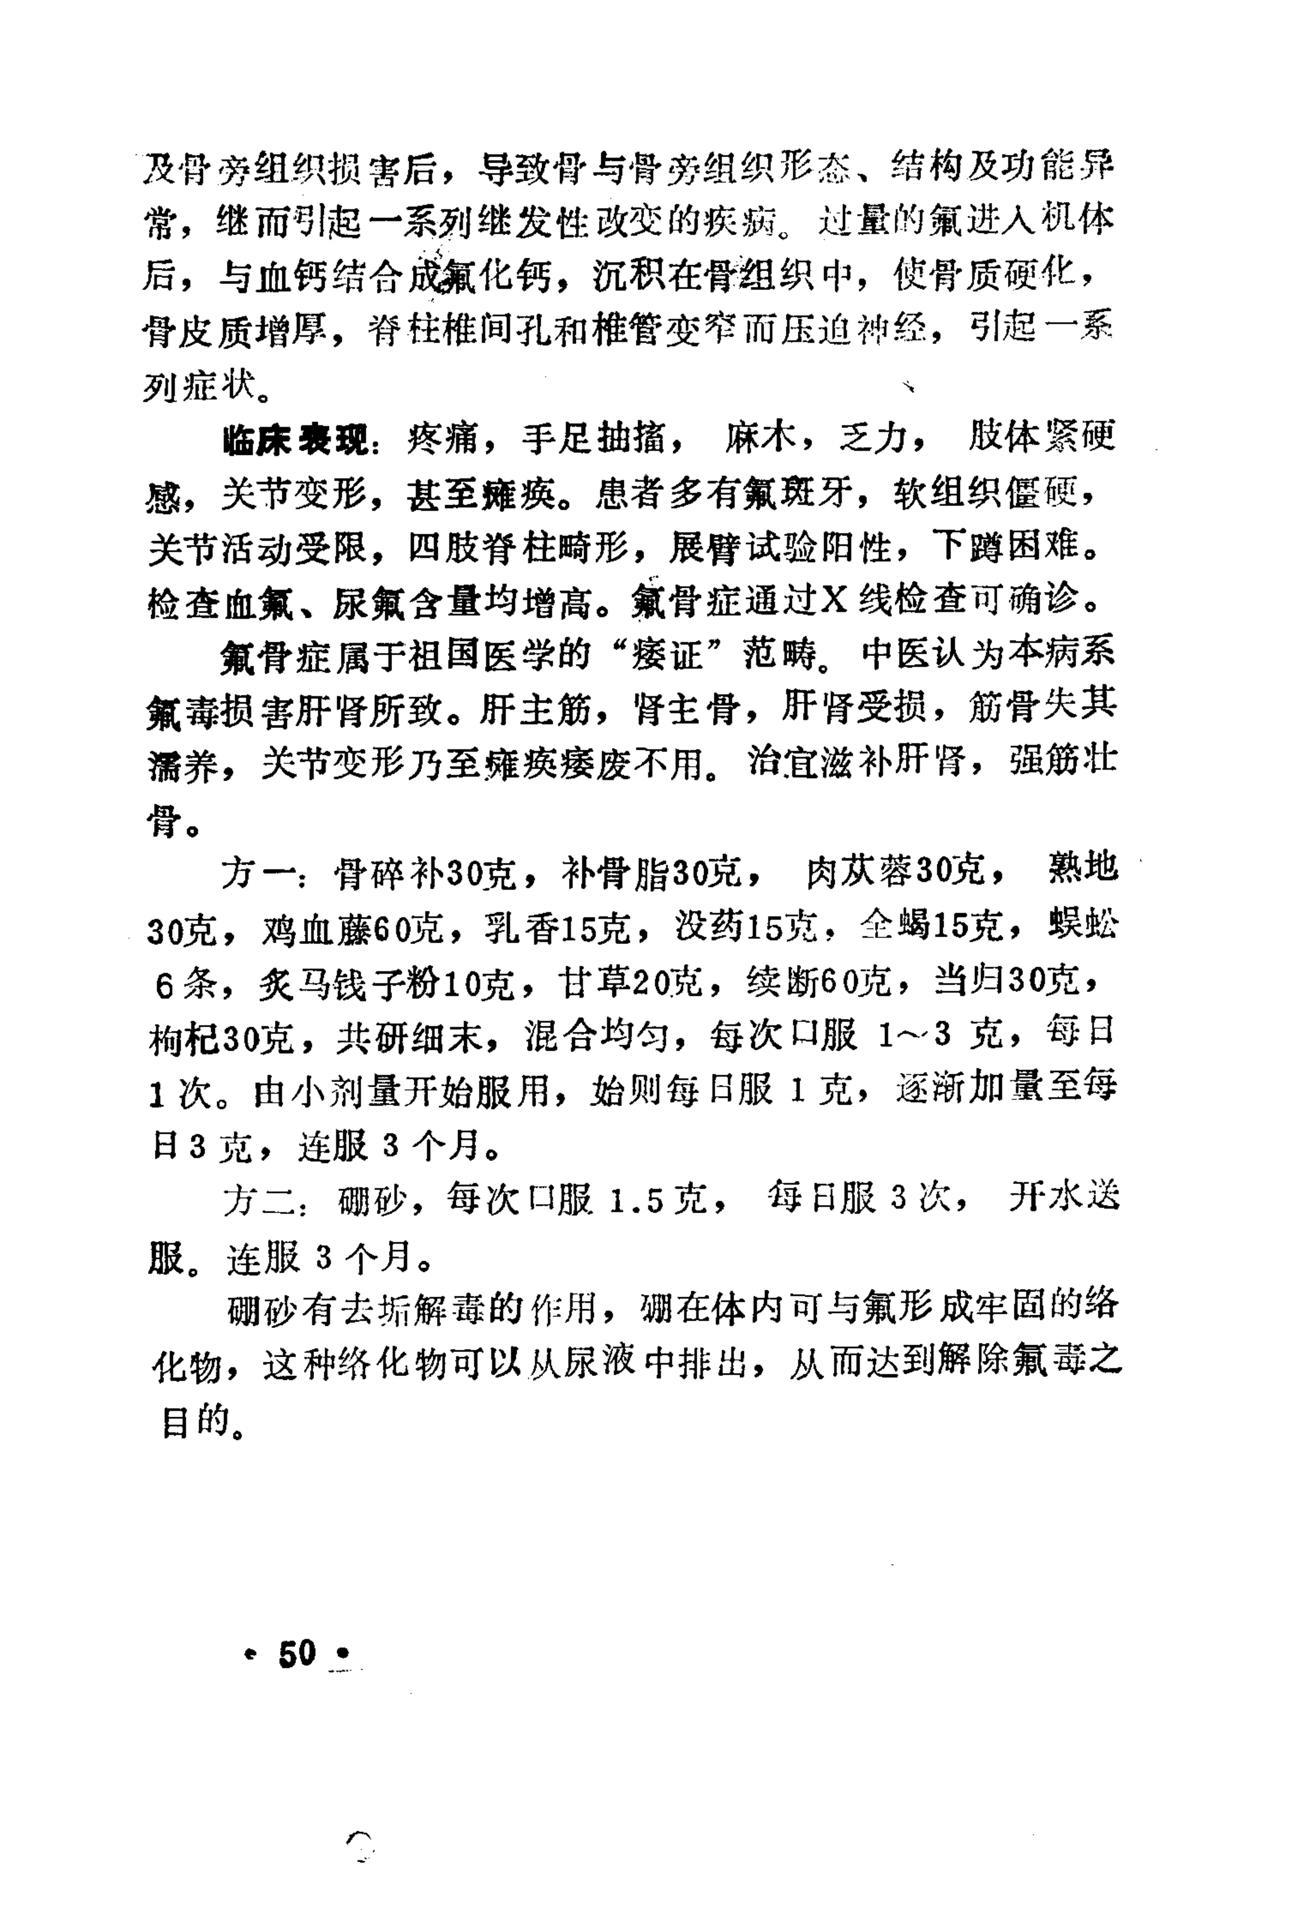 及骨旁组织损害后，导致骨与骨旁组织形态、结构及功能异
常，继而引起一系列继发性改变的疾病。过量的氟进入机体
后，与血钙结合成氟化钙，沉积在骨组织中，使骨质硬化，
骨皮质增厚，脊柱椎间孔和椎管变窄而压迫神经，引起一系
列症状。
临床表现：疼痛，手足抽搐，麻木，乏力，肢体紧硬
感，关节变形，甚至瘫痪。患者多有氟斑牙，软组织僵硬，
关节活动受限，四肢脊柱畸形，展臂试验阳性，下蹲困难。
检查血氟、尿氟含量均增高。氟骨症通过X线检查可确诊。
氟骨症属于祖国医学的“痿证”范畴。中医认为本病系
氟毒损害肝肾所致。肝主筋，肾主骨，肝肾受损，筋骨失其
濡养，关节变形乃至瘫痪痿废不用。治宜滋补肝肾，强筋壮
骨。
方一：骨碎补30克，补骨脂30克，肉苁蓉30克，熟地
30克，鸡血藤60克，乳香15克，没药15克，全蝎15克，蜈蚣
6条，炙马钱子粉10克，甘草20克，续断60克，当归30克，
枸杞30克，共研细末，混合均匀，每次口服1～3克，每日
1次。由小剂量开始服用，始则每日服1克，逐渐加量至每
日3克，连服3个月。
方二：硼砂，每次口服1.5克，每日服3次，开水送
服。连服3个月。
硼砂有去垢解毒的作用，硼在体内可与氟形成牢固的络
化物，这种络化物可以从尿液中排出，从而达到解除氟毒之
目的。
• 50 •